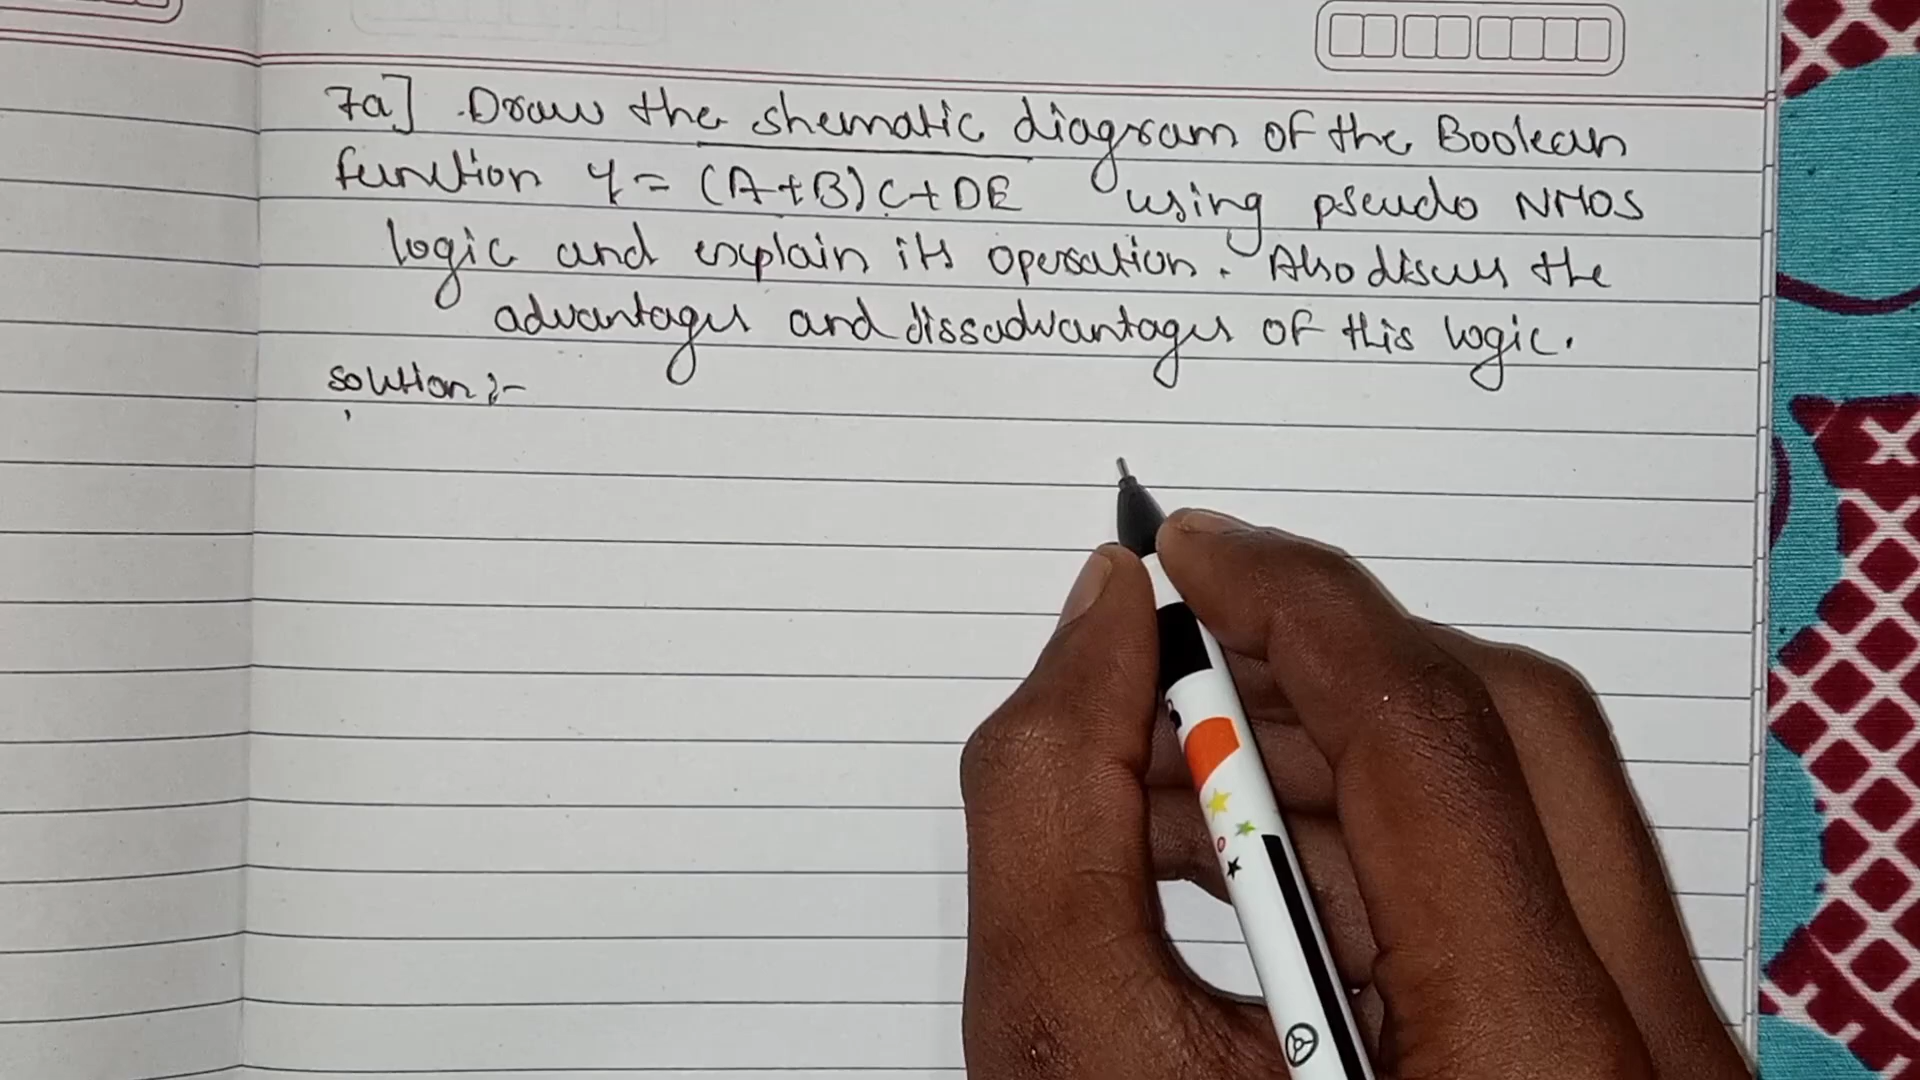 7a] Draw the shematic diagram of the Boolean
function Y = (A+B)C+DE using pseudo NMOS
logic and explain its operation. Also discuss the
advantages and dissadvantages of this logic.
solution :-